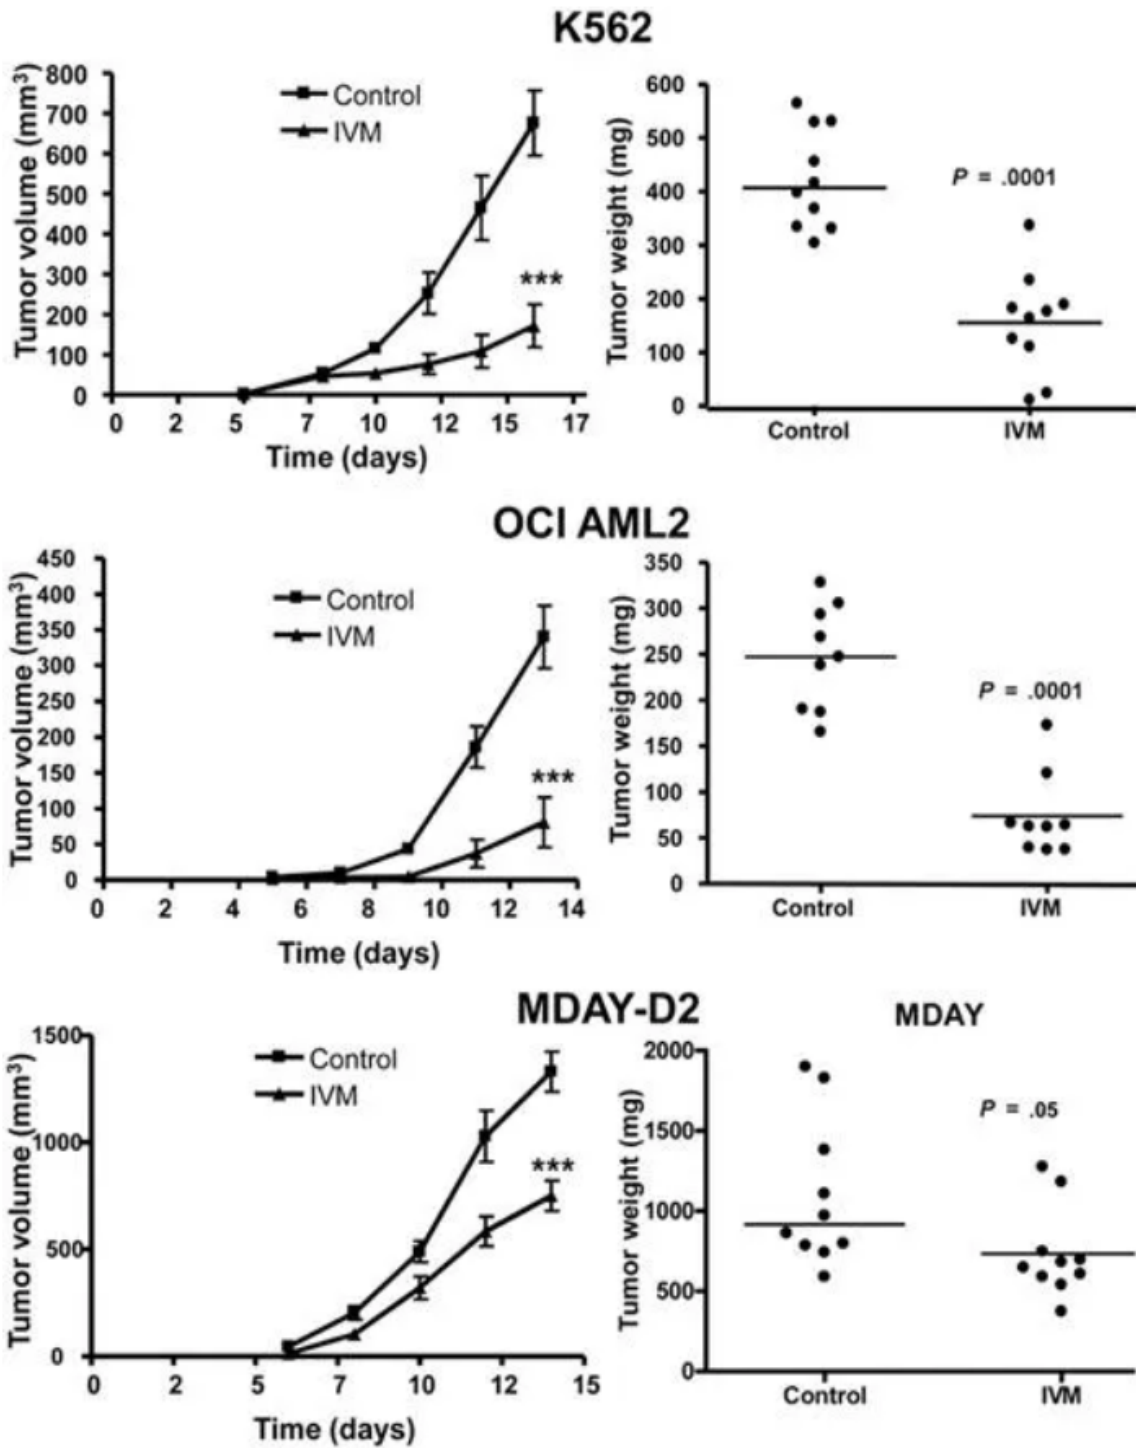 K562
Tumor volume (mm³)
800
700
600
500
400
300
200
100
0
Control
IVM
***
0 2 5 7 10 12 15 17
Time (days)
Tumor weight (mg)
600
500
400
300
200
100
0
P = .0001
Control IVM
OCI AML2
Tumor volume (mm³)
450
400
350
300
250
200
150
100
50
0
Control
IVM
***
0 2 4 6 8 10 12 14
Time (days)
Tumor weight (mg)
350
300
250
200
150
100
50
0
P = .0001
Control IVM
MDAY-D2
Tumor volume (mm³)
1500
1000
500
0
Control
IVM
***
0 2 5 7 10 12 15
Time (days)
MDAY
Tumor weight (mg)
2000
1500
1000
500
0
P = .05
Control IVM